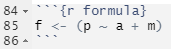 84 ```{r formula}
85 f <- (p ~ a + m)
86 ```